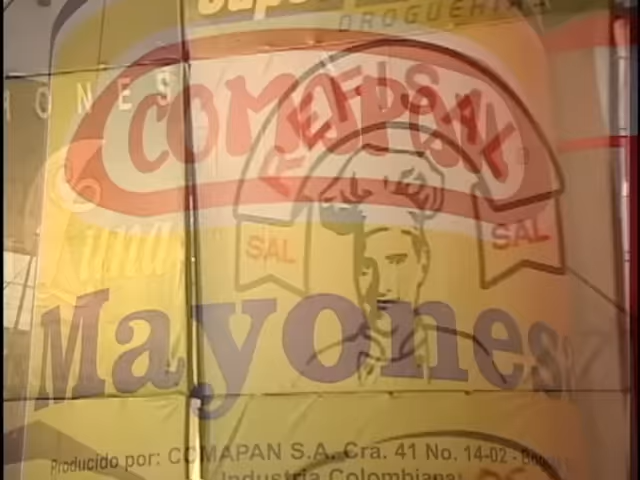 DROGUERIA
ONES
COMAPAN
REFISAL
SAL SAL
Mayones
Producido por: COMAPAN S.A. Cra. 41 No. 14-02 -
Industria Colombiana